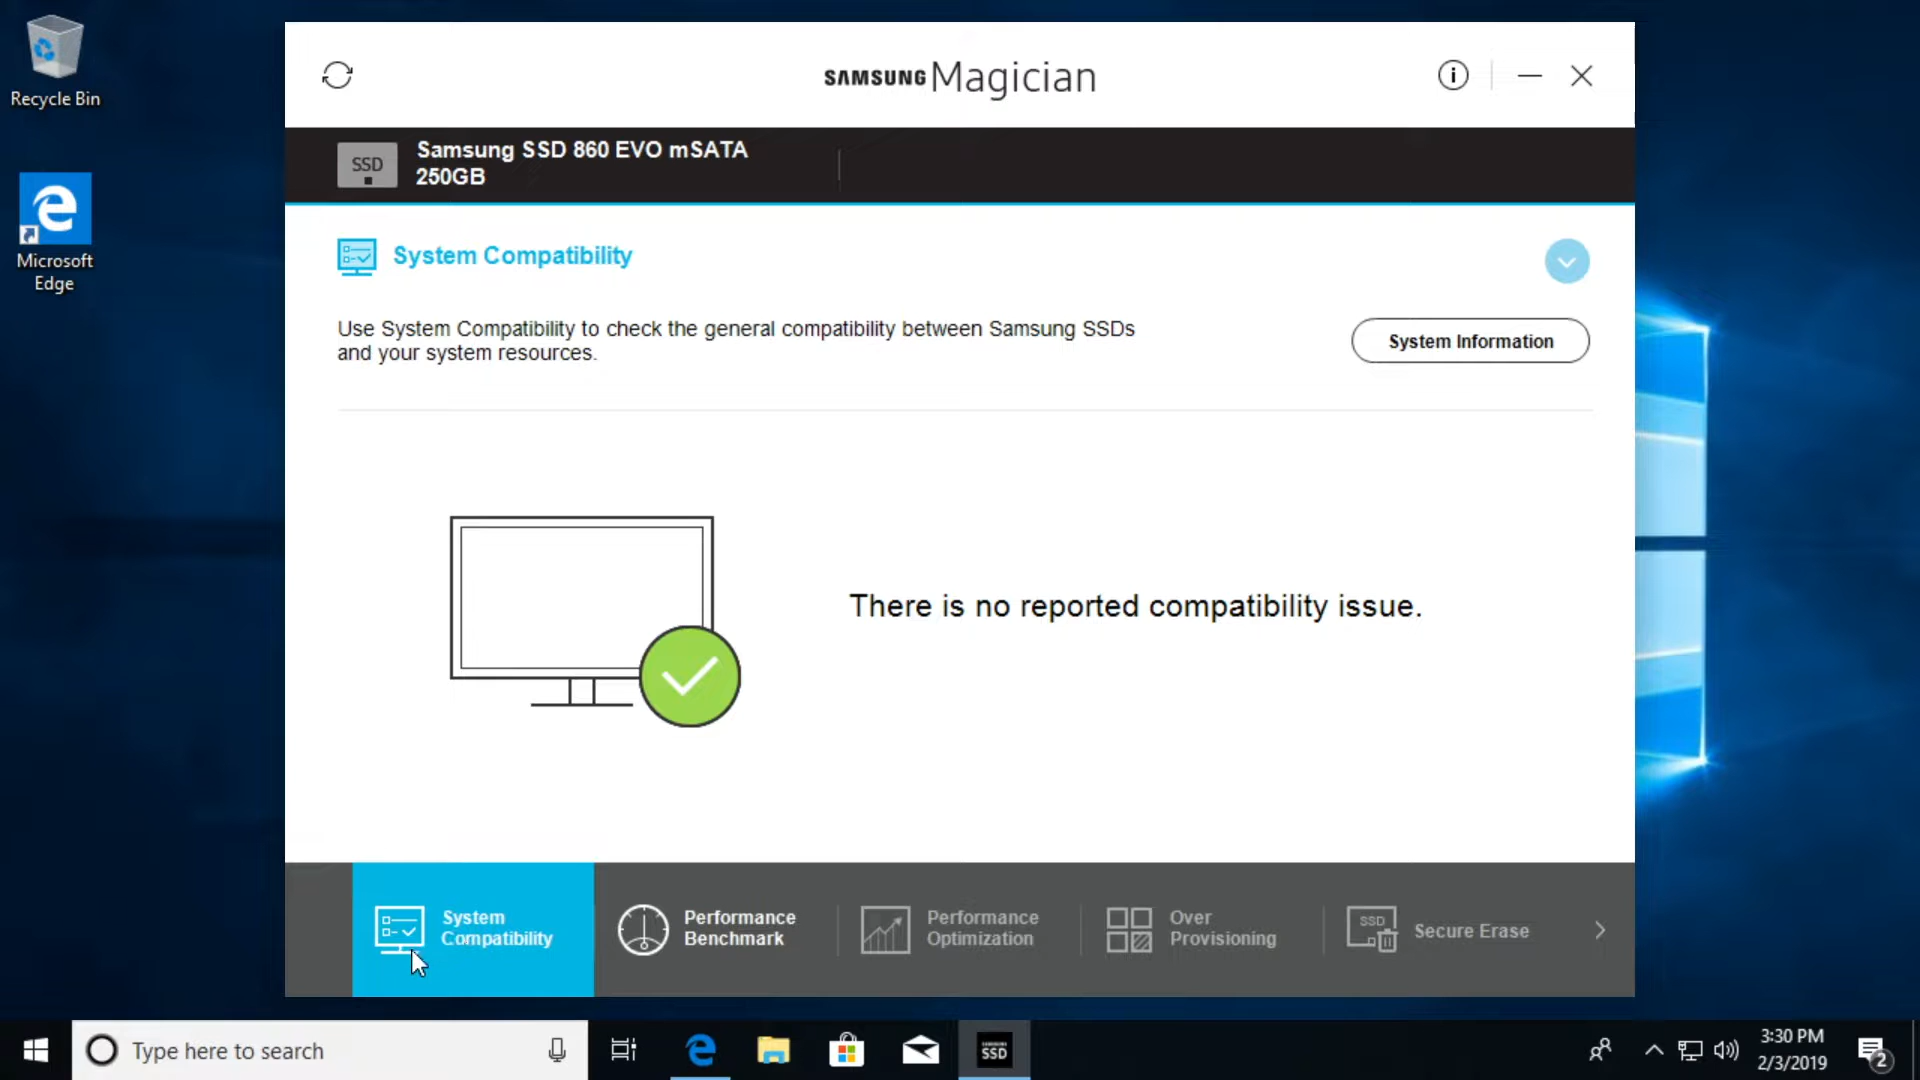 Recycle Bin
Microsoft
Edge
SAMSUNG Magician
i
SSD
Samsung SSD 860 EVO mSATA
250GB
System Compatibility
Use System Compatibility to check the general compatibility between Samsung SSDs
and your system resources.
System Information
There is no reported compatibility issue.
System
Compatibility
Performance
Benchmark
Performance
Optimization
Over
Provisioning
SSD
Secure Erase
Type here to search
SAMSUNG
SSD
3:30 PM
2/3/2019
2